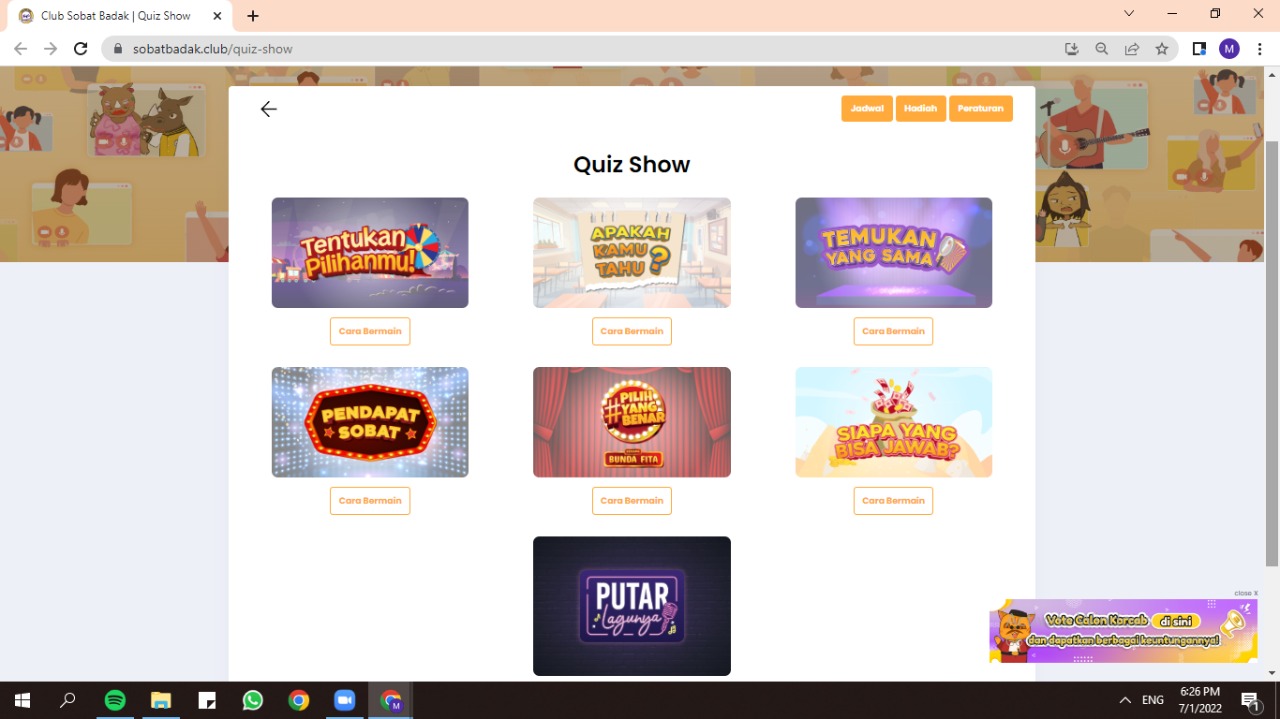 Club Sobat Badak | Quiz Show
sobatbadak.club/quiz-show
M
Jadwal Hadiah Peraturan
Quiz Show
Tentukan
Pilihanmu!
APAKAH
KAMU
TAHU ?
TEMUKAN
YANG SAMA
Cara Bermain
Cara Bermain
Cara Bermain
PENDAPAT
SOBAT
#PILIH
YANG
BENAR
BUNDA FITA
SIAPA YANG
BISA JAWAB?
Cara Bermain
Cara Bermain
Cara Bermain
PUTAR
Lagunya
close X
Vote Calon Korcab di sini
dan dapatkan berbagai keuntungannya!
ENG
6:26 PM
7/1/2022
1
M